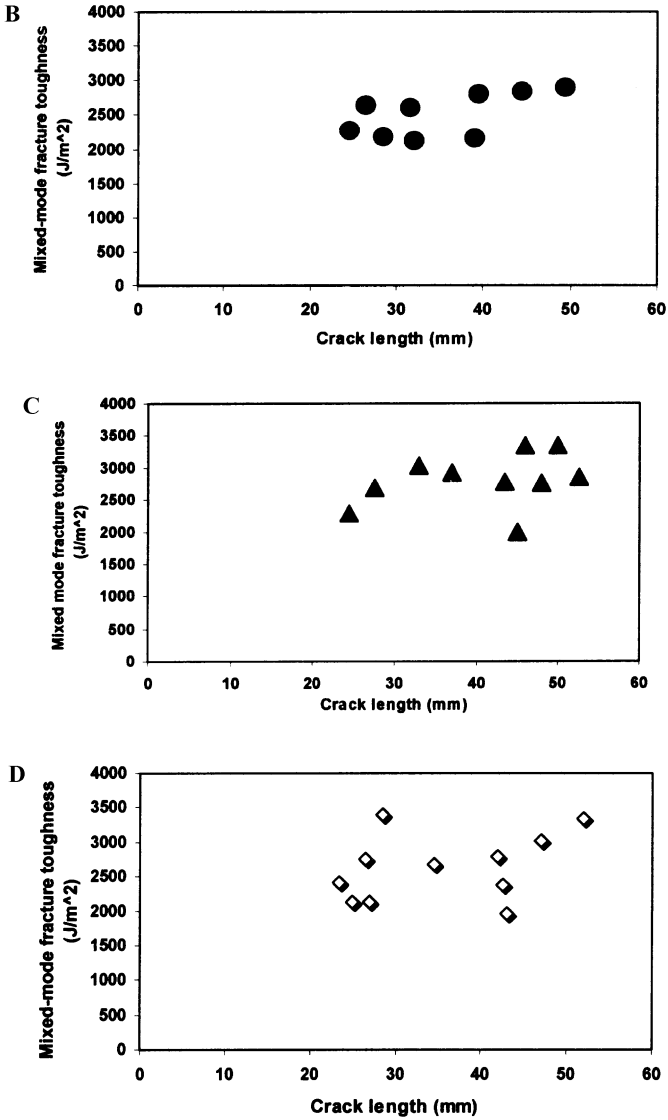 B
Mixed-mode fracture toughness
(J/m^2)
4000
3500
3000
2500
2000
1500
1000
500
0
0 10 20 30 40 50 60
Crack length (mm)
C
Mixed mode fracture toughness
(J/m^2)
4000
3500
3000
2500
2000
1500
1000
500
0
0 10 20 30 40 50 60
Crack length (mm)
D
Mixed-mode fracture toughness
(J/m^2)
4000
3500
3000
2500
2000
1500
1000
500
0
0 10 20 30 40 50 60
Crack length (mm)